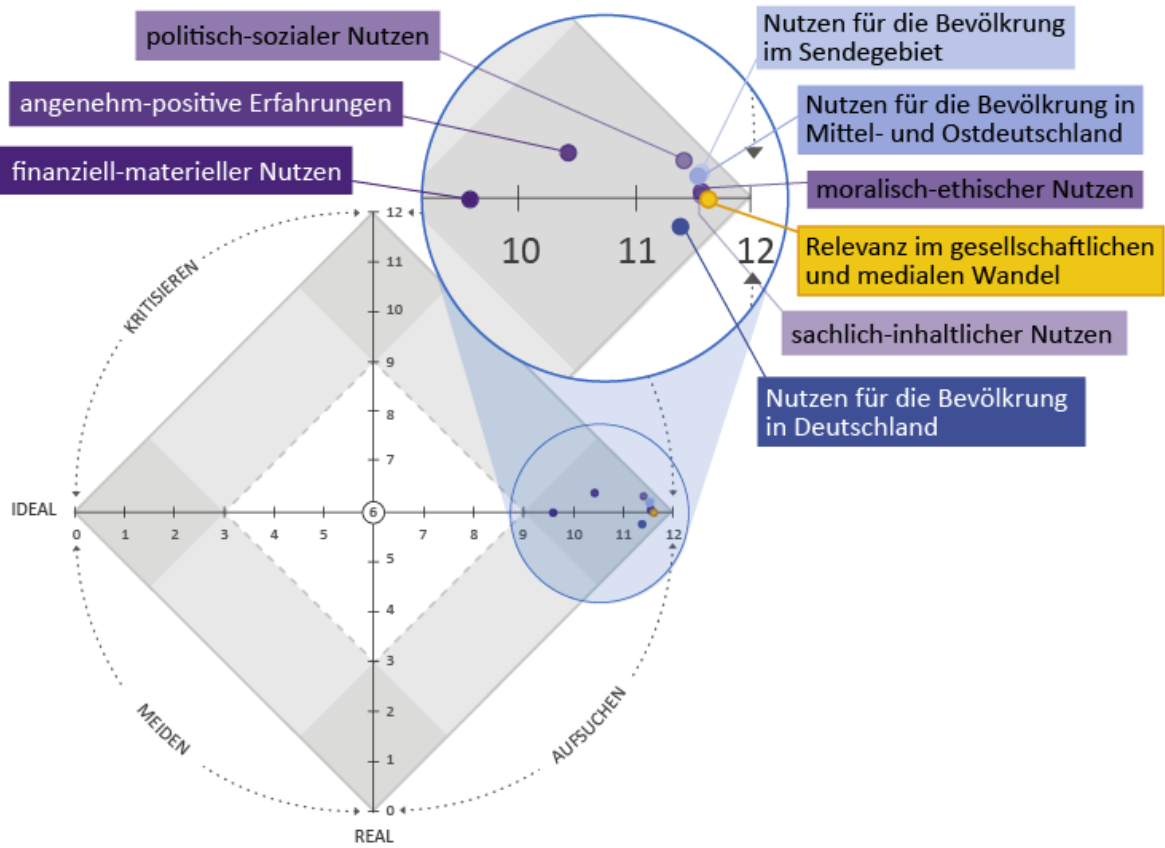 politisch-sozialer Nutzen
angenehm-positive Erfahrungen
finanziell-materieller Nutzen
Nutzen für die Bevölkrung
im Sendegebiet
Nutzen für die Bevölkrung in
Mittel- und Ostdeutschland
moralisch-ethischer Nutzen
Relevanz im gesellschaftlichen
und medialen Wandel
sachlich-inhaltlicher Nutzen
Nutzen für die Bevölkrung
in Deutschland
10 11 12
KRITISIEREN
12
11
10
9
8
7
IDEAL
6
0 1 2 3 4 5 7 8 9 10 11 12
5
4
3
2
1
0
MEIDEN
AUFSUCHEN
REAL